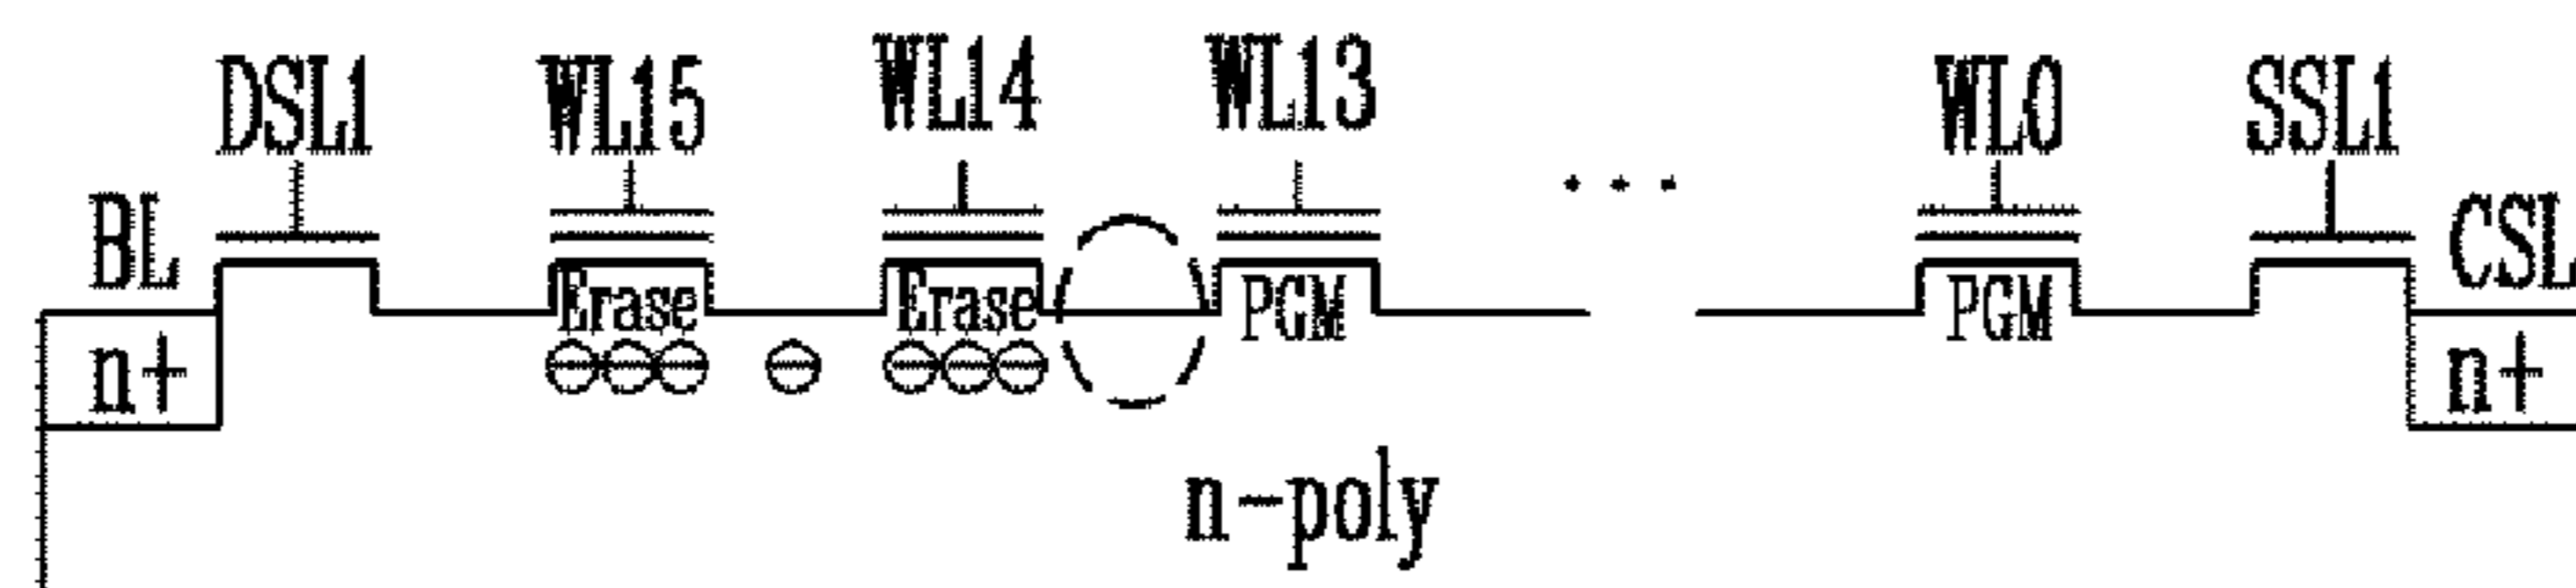 DSL1 WL15 WL14 WL13 ... WL0 SSL1
BL CSL
Erase Erase PGM PGM
n+ n+
n-poly